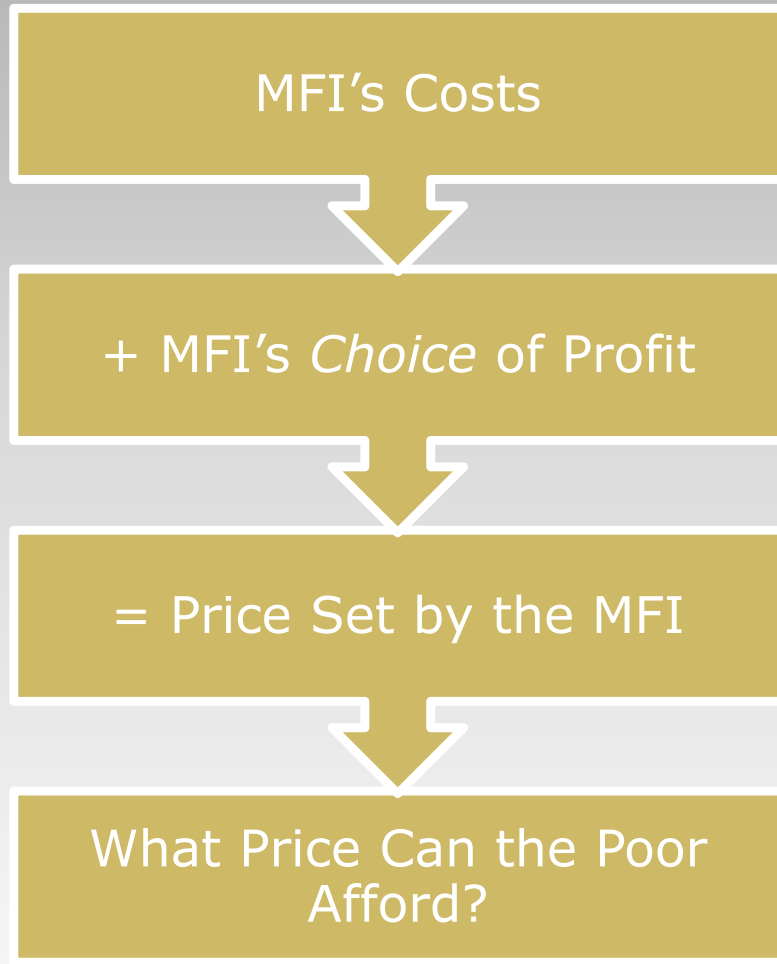 MFI’s Costs
+ MFI’s Choice of Profit
= Price Set by the MFI
What Price Can the Poor
Afford?